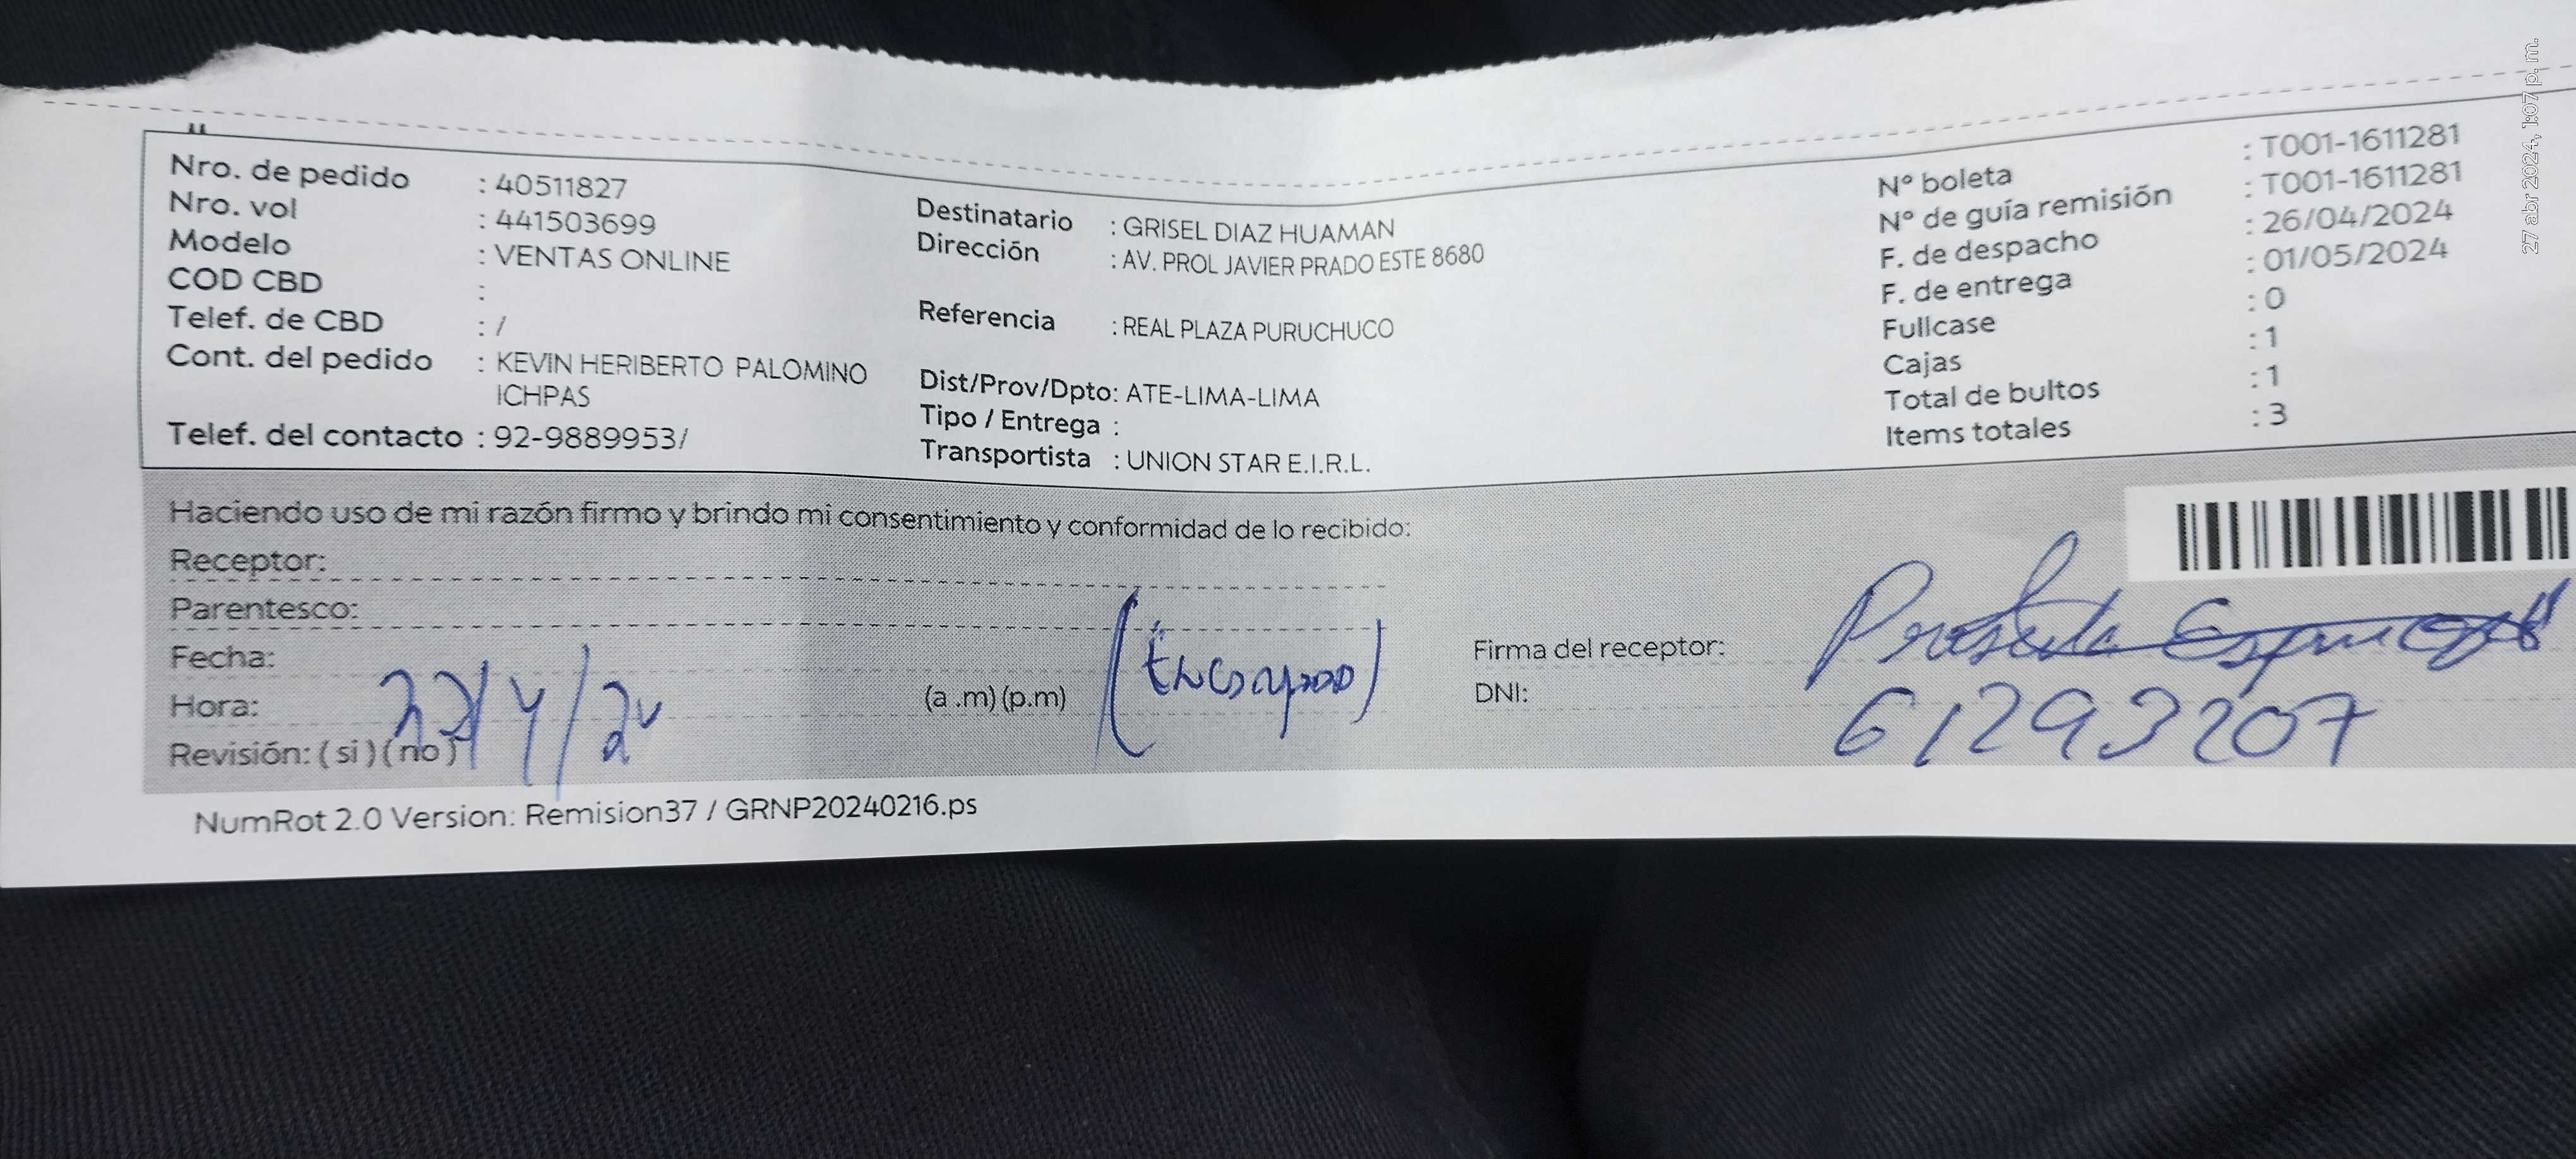 Nro. de pedido : 40511827
Nro. vol : 441503699
Modelo : VENTAS ONLINE
COD CBD :
Telef. de CBD : /
Cont. del pedido : KEVIN HERIBERTO PALOMINO
ICHPAS
Telef. del contacto : 92-9889953/
Destinatario : GRISEL DIAZ HUAMAN
Dirección : AV. PROL JAVIER PRADO ESTE 8680
Referencia : REAL PLAZA PURUCHUCO
Dist/Prov/Dpto: ATE-LIMA-LIMA
Tipo / Entrega :
Transportista : UNION STAR E.I.R.L.
N° boleta : T001-1611281
N° de guía remisión : T001-1611281
F. de despacho : 26/04/2024
F. de entrega : 01/05/2024
Fullcase : 0
Cajas : 1
Total de bultos : 1
Items totales : 3
Haciendo uso de mi razón firmo y brindo mi consentimiento y conformidad de lo recibido:
Receptor:
Parentesco:
Fecha:
Hora: (a .m) (p.m)
Revisión: ( si ) ( no )
Firma del receptor:
DNI: 61293207
NumRot 2.0 Version: Remision37 / GRNP20240216.ps
27 abr 2024, 1:07 p. m.